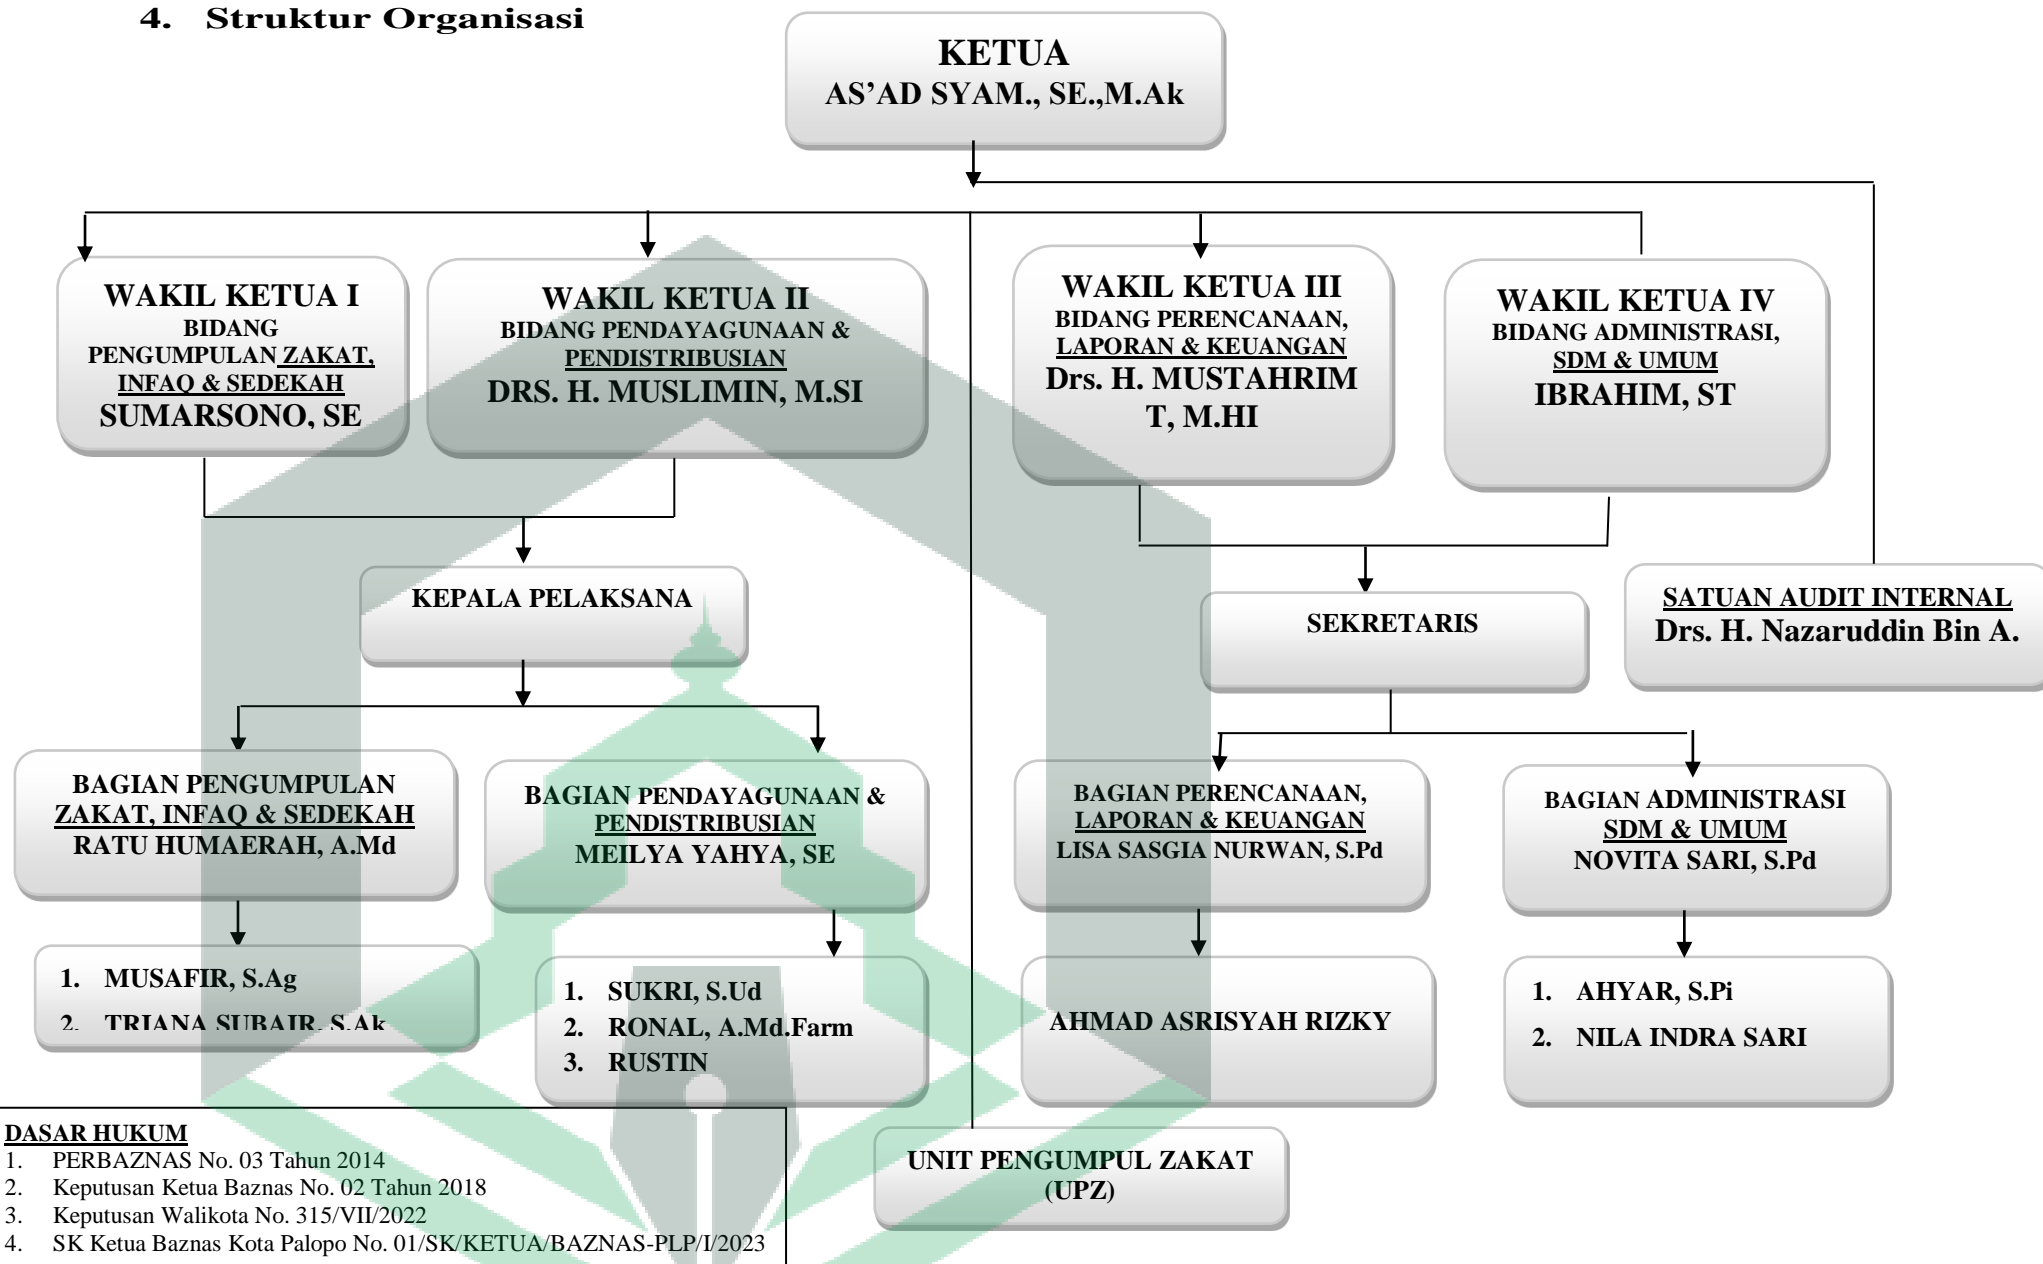 4. Struktur Organisasi
KETUA
AS’AD SYAM., SE.,M.Ak
WAKIL KETUA I
BIDANG
PENGUMPULAN ZAKAT,
INFAQ & SEDEKAH
SUMARSONO, SE
WAKIL KETUA II
BIDANG PENDAYAGUNAAN &
PENDISTRIBUSIAN
DRS. H. MUSLIMIN, M.SI
WAKIL KETUA III
BIDANG PERENCANAAN,
LAPORAN & KEUANGAN
Drs. H. MUSTAHRIM
T, M.HI
WAKIL KETUA IV
BIDANG ADMINISTRASI,
SDM & UMUM
IBRAHIM, ST
KEPALA PELAKSANA
SEKRETARIS
SATUAN AUDIT INTERNAL
Drs. H. Nazaruddin Bin A.
BAGIAN PENGUMPULAN
ZAKAT, INFAQ & SEDEKAH
RATU HUMAERAH, A.Md
BAGIAN PENDAYAGUNAAN &
PENDISTRIBUSIAN
MEILYA YAHYA, SE
BAGIAN PERENCANAAN,
LAPORAN & KEUANGAN
LISA SASGIA NURWAN, S.Pd
BAGIAN ADMINISTRASI
SDM & UMUM
NOVITA SARI, S.Pd
1. MUSAFIR, S.Ag
2. TRIANA SUBAIR, S.Ak
1. SUKRI, S.Ud
2. RONAL, A.Md.Farm
3. RUSTIN
AHMAD ASRISYAH RIZKY
1. AHYAR, S.Pi
2. NILA INDRA SARI
DASAR HUKUM
1. PERBAZNAS No. 03 Tahun 2014
2. Keputusan Ketua Baznas No. 02 Tahun 2018
3. Keputusan Walikota No. 315/VII/2022
4. SK Ketua Baznas Kota Palopo No. 01/SK/KETUA/BAZNAS-PLP/I/2023
UNIT PENGUMPUL ZAKAT
(UPZ)